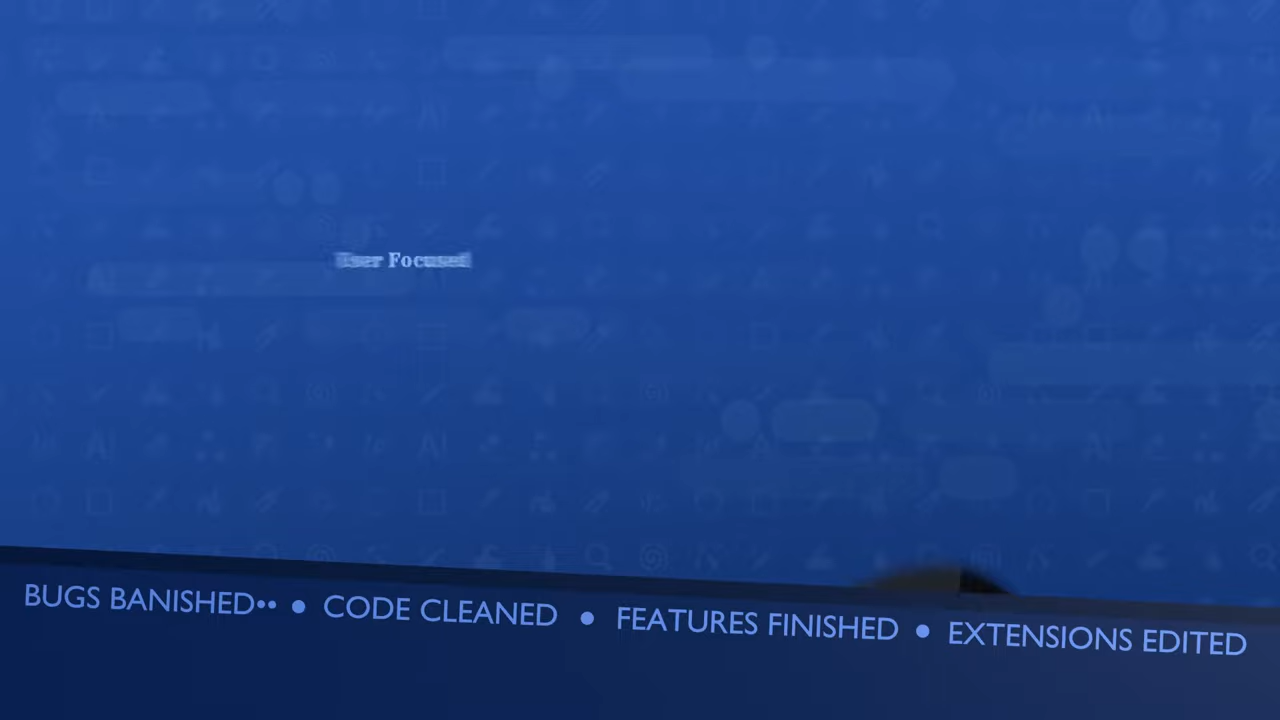 User Focused
BUGS BANISHED•• ● CODE CLEANED ● FEATURES FINISHED ● EXTENSIONS EDITED